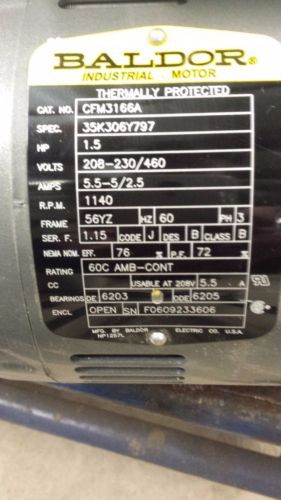 BALDOR®
INDUSTRIAL · MOTOR
THERMALLY PROTECTED
CAT. NO. CFM3166A
SPEC. 35K306Y797
HP 1.5
VOLTS 208-230/460
AMPS 5.5-5/2.5
R.P.M. 1140
FRAME 56YZ HZ 60 PH 3
SER. F. 1.15 CODE J DES B CLASS B
NEMA NOM. EFF. 76 % P.F. 72 %
RATING 60C AMB-CONT
CC USABLE AT 208V 5.5 A
BEARINGS DE 6203 ODE 6205
ENCL OPEN SN F0609233606
MFG. BY BALDOR ELECTRIC CO. U.S.A.
NP1257L